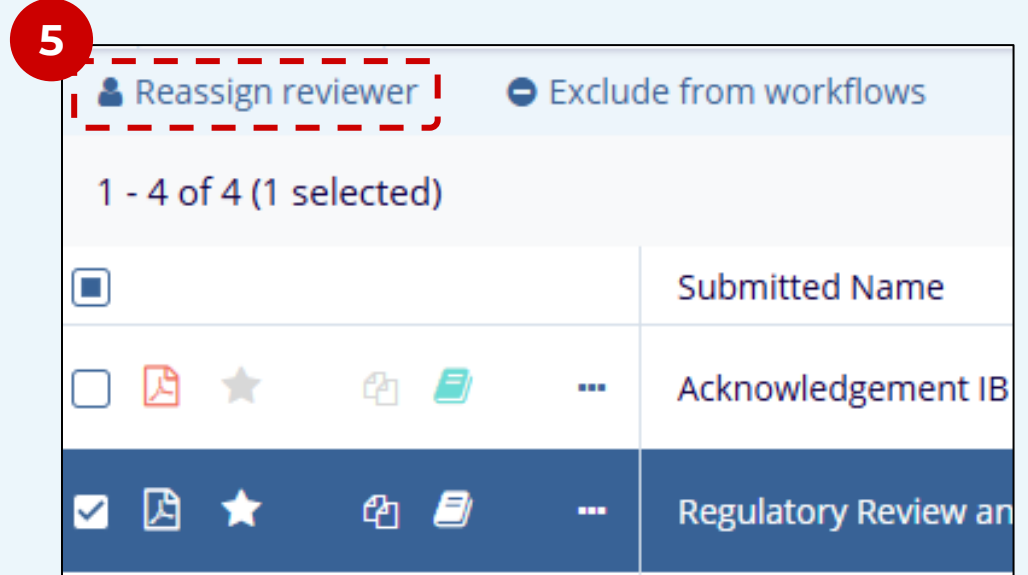 5
Reassign reviewer Exclude from workflows
1 - 4 of 4 (1 selected)
Submitted Name
Acknowledgement IB
Regulatory Review an